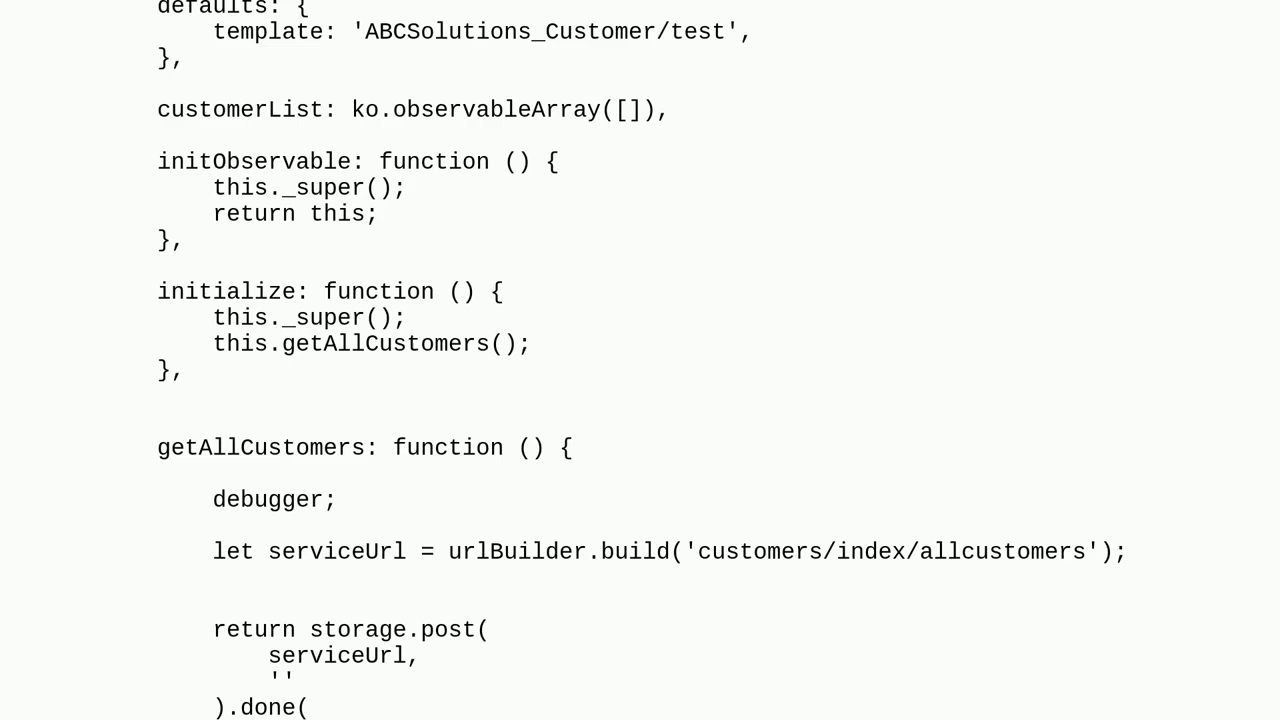 defaults: {
template: 'ABCSolutions_Customer/test',
},
customerList: ko.observableArray([]),
initObservable: function () {
this._super();
return this;
},
initialize: function () {
this._super();
this.getAllCustomers();
},
getAllCustomers: function () {
debugger;
let serviceUrl = urlBuilder.build('customers/index/allcustomers');
return storage.post(
serviceUrl,
''
).done(